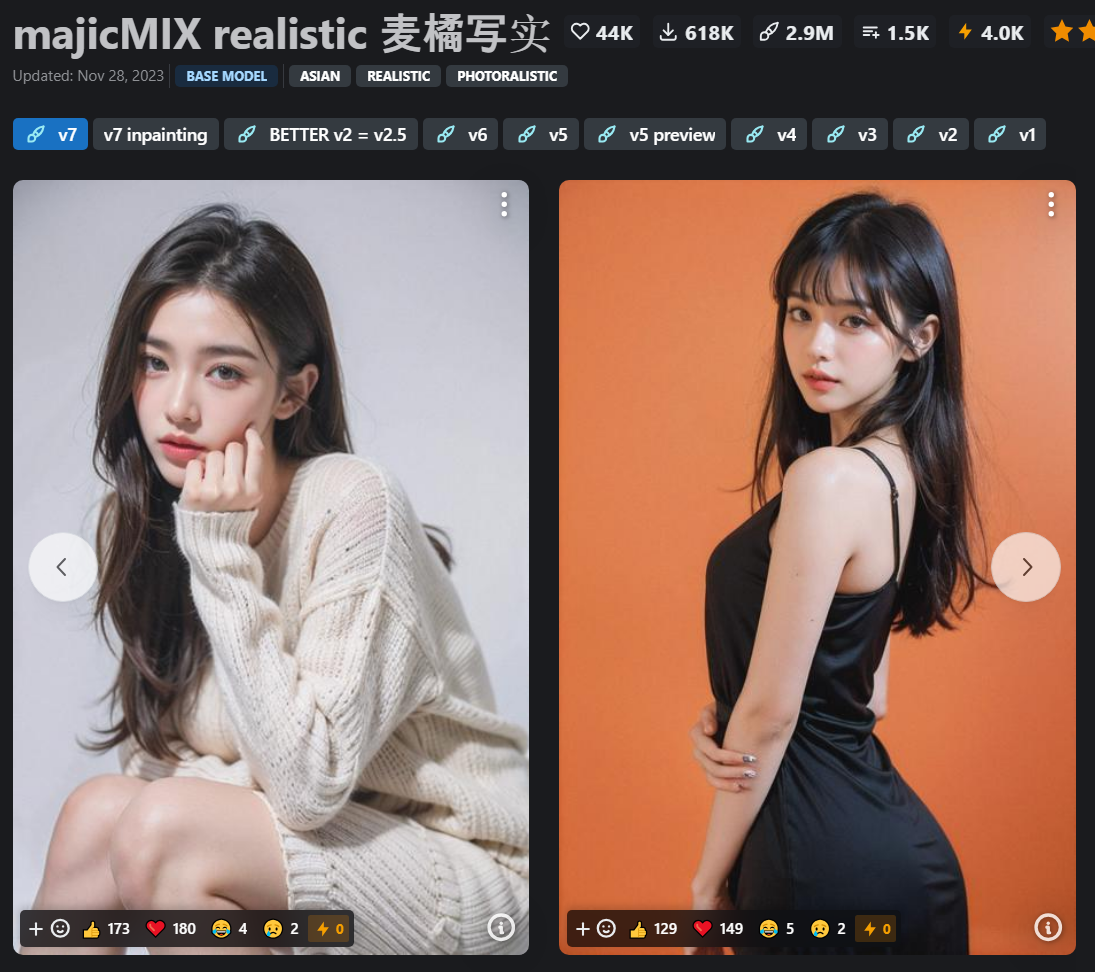 majicMIX realistic 麦橘写实 44K 618K 2.9M 1.5K 4.0K
Updated: Nov 28, 2023 BASE MODEL ASIAN REALISTIC PHOTORALISTIC
v7 v7 inpainting BETTER v2 = v2.5 v6 v5 v5 preview v4 v3 v2 v1
173 180 4 2 0
129 149 5 2 0